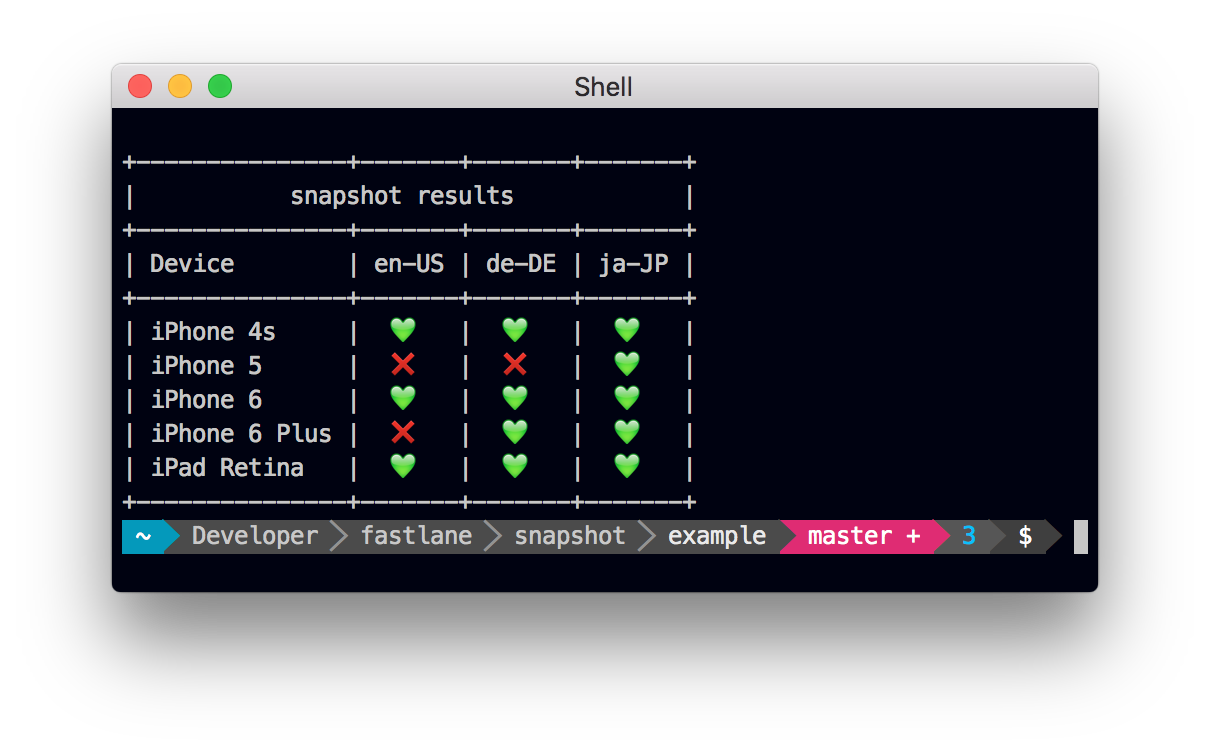 Shell
+---------------+-------+-------+-------+
| snapshot results |
+---------------+-------+-------+-------+
| Device | en-US | de-DE | ja-JP |
+---------------+-------+-------+-------+
| iPhone 4s | 💚 | 💚 | 💚 |
| iPhone 5 | ❌ | ❌ | 💚 |
| iPhone 6 | 💚 | 💚 | 💚 |
| iPhone 6 Plus | ❌ | 💚 | 💚 |
| iPad Retina | 💚 | 💚 | 💚 |
+---------------+-------+-------+-------+
~ Developer fastlane snapshot example master + 3 $